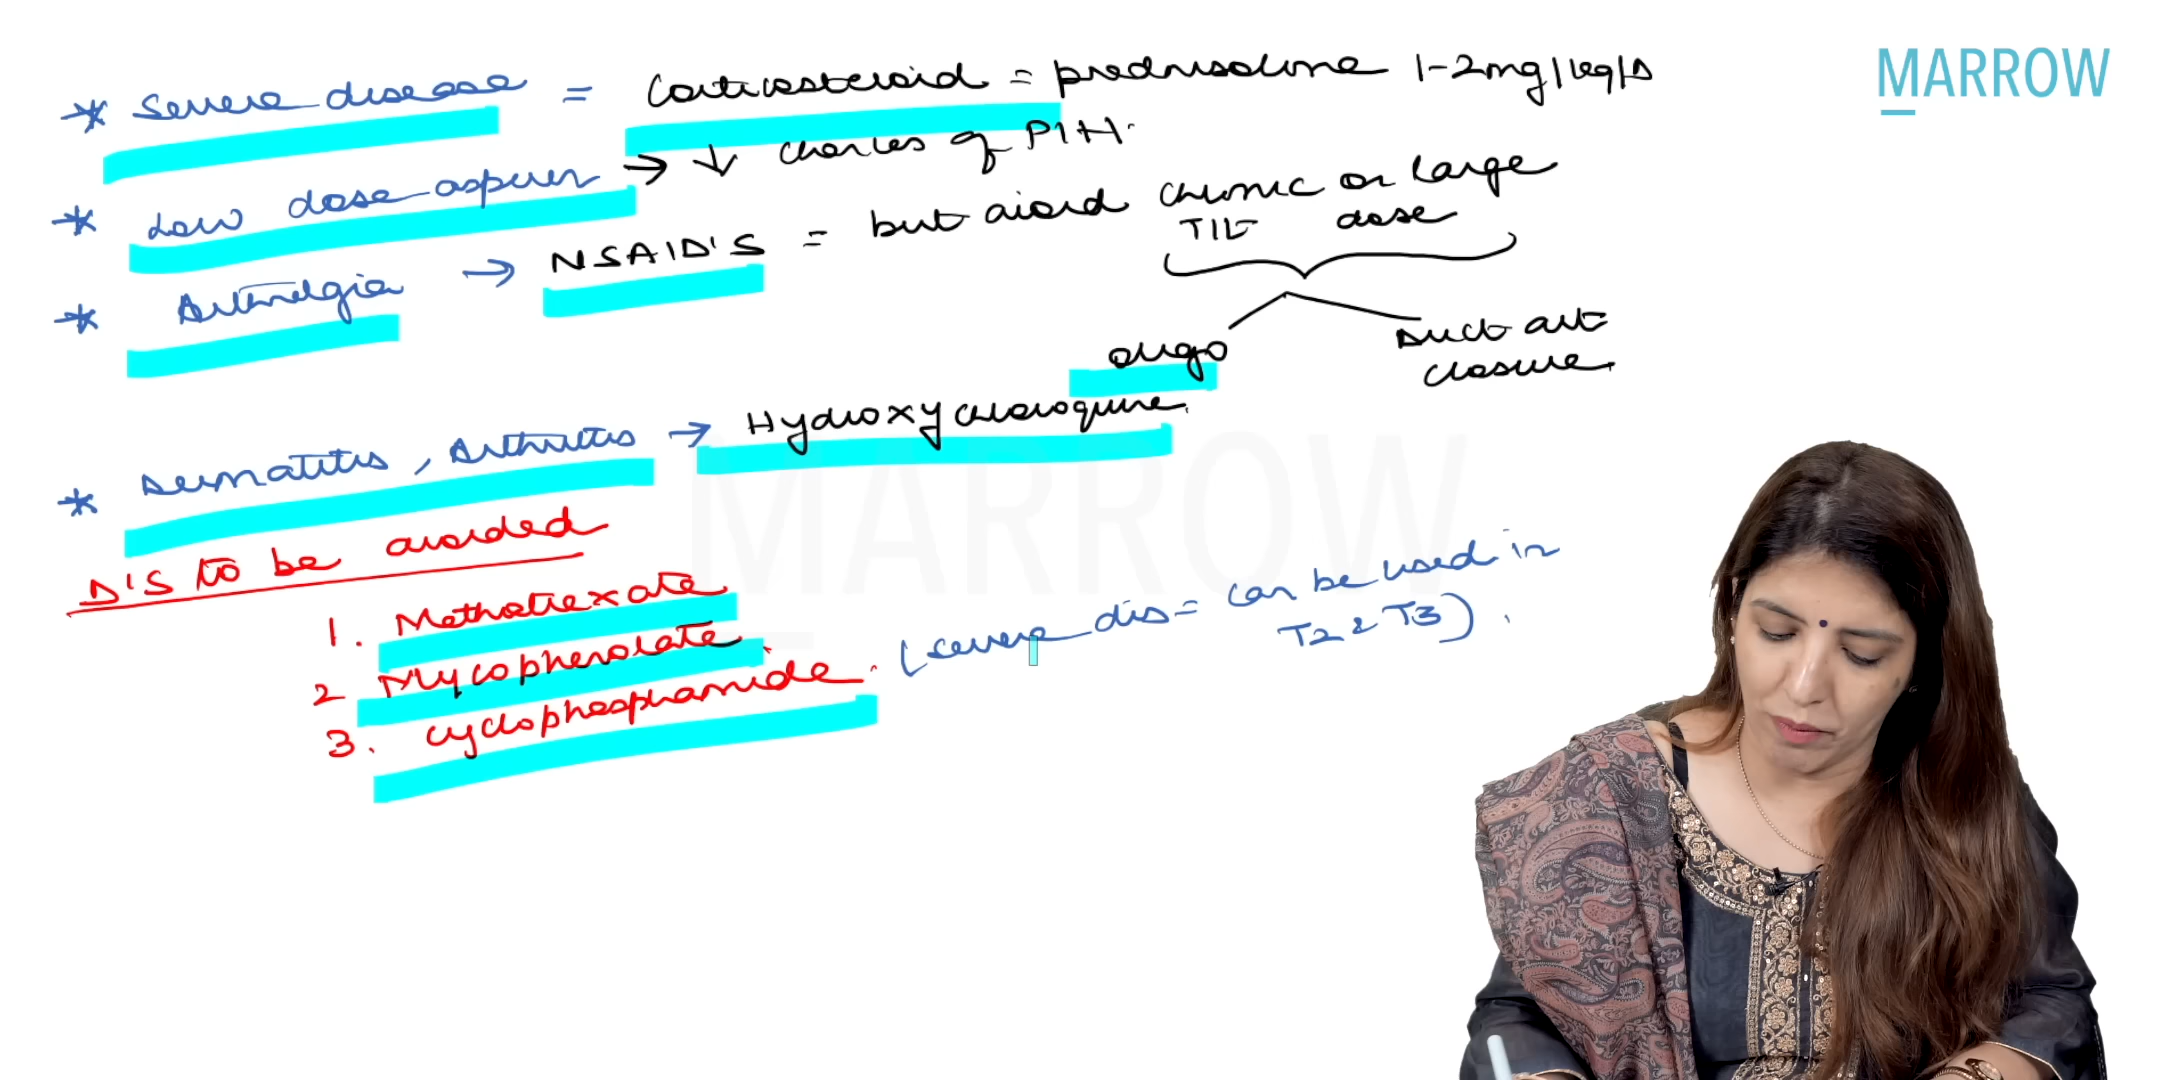 MARROW
* Severe disease = Corticosteroid = prednisolone 1-2mg/kg/D
* Low dose aspirin → ↓ chances of PIH.
* Arthralgia → NSAID'S = but avoid chronic or large
T/t dose
oligo Duct art
closure
* Dermatitis, Arthritis → Hydroxychloroquine.
D'S to be avoided
1. Methotrexate
2 Mycophenolate
3. cyclophosphamide. (severe dis = can be used in
T2 & T3).
MARROW